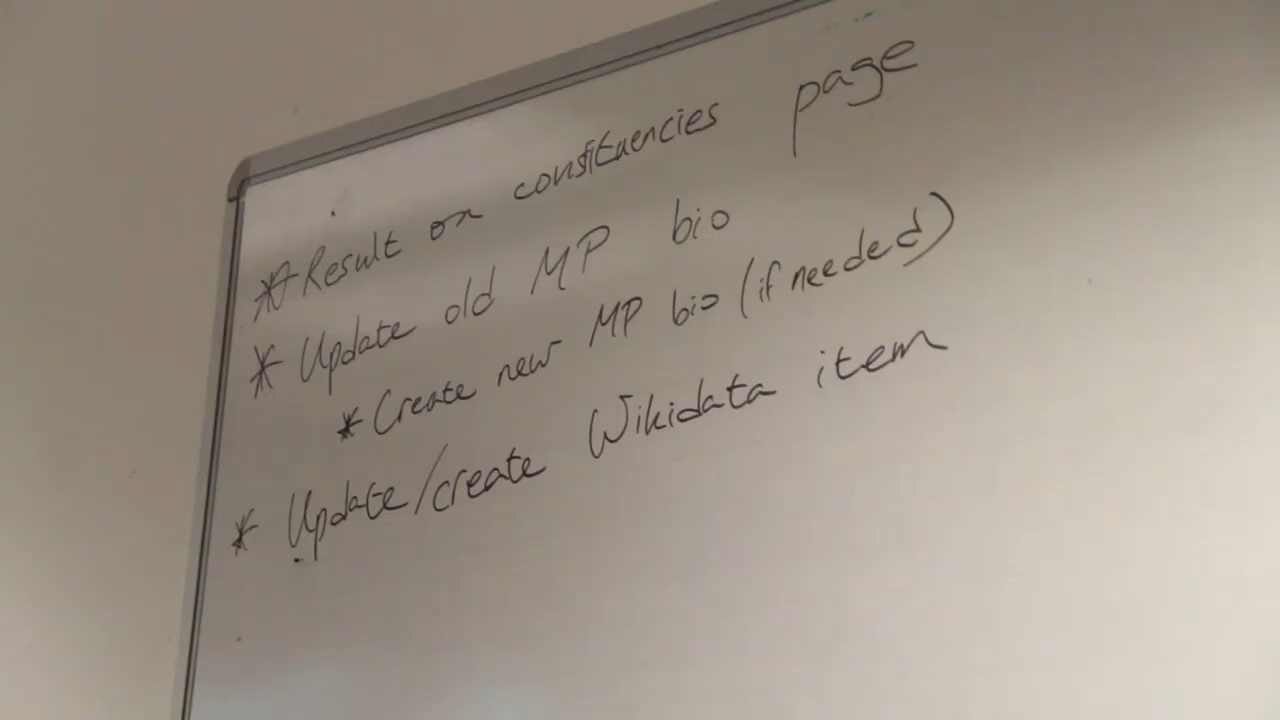 * Result on constituencies page
* Update old MP bio
* Create new MP bio (if needed)
* Update/create Wikidata item